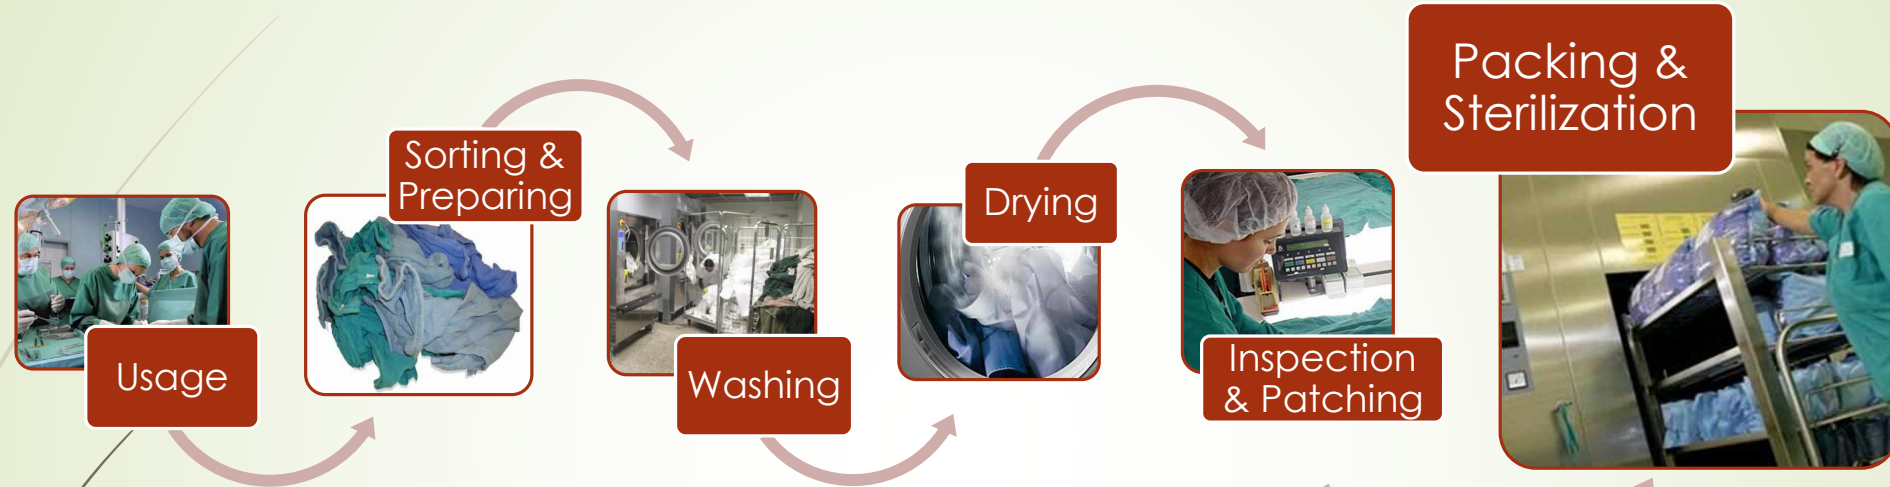 Usage
Sorting &
Preparing
Washing
Drying
Inspection
& Patching
Packing &
Sterilization